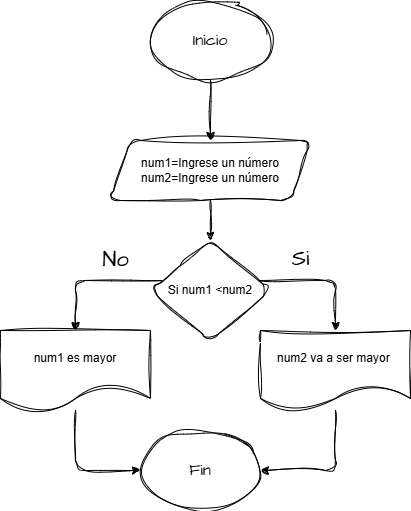 Inicio
num1=Ingrese un número
num2=Ingrese un número
No
Si
Si num1 <num2
num1 es mayor
num2 va a ser mayor
Fin